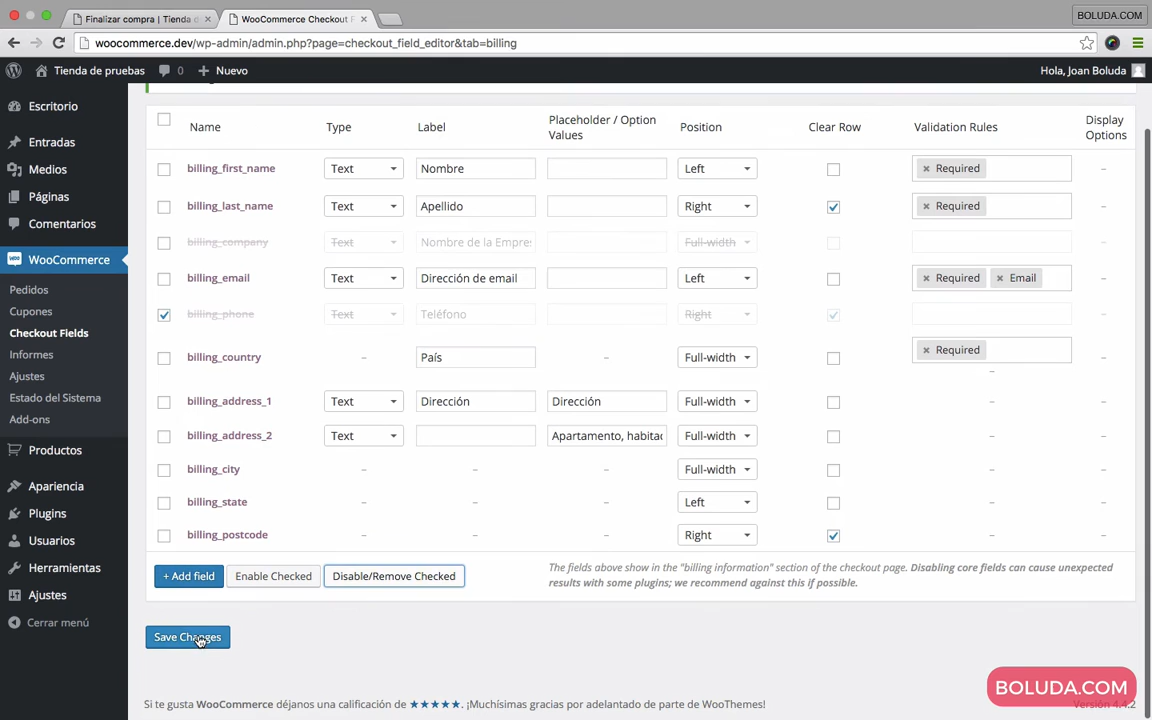 Finalizar compra | Tienda d
WooCommerce Checkout F
BOLUDA.COM
woocommerce.dev/wp-admin/admin.php?page=checkout_field_editor&tab=billing
Tienda de pruebas 0 Nuevo
Hola, Joan Boluda
Escritorio
Entradas
Medios
Páginas
Comentarios
WooCommerce
Pedidos
Cupones
Checkout Fields
Informes
Ajustes
Estado del Sistema
Add-ons
Productos
Apariencia
Plugins
Usuarios
Herramientas
Ajustes
Cerrar menú
Name Type Label Placeholder / Option Values Position Clear Row Validation Rules Display Options
billing_first_name Text Nombre Left × Required –
billing_last_name Text Apellido Right × Required –
billing_company Text Nombre de la Empres Full-width –
billing_email Text Dirección de email Left × Required × Email –
billing_phone Text Teléfono Right –
billing_country – País – Full-width × Required – –
billing_address_1 Text Dirección Dirección Full-width – –
billing_address_2 Text Apartamento, habitac Full-width – –
billing_city – – – Full-width – –
billing_state – – – Left – –
billing_postcode – – – Right – –
+ Add field Enable Checked Disable/Remove Checked
The fields above show in the "billing information" section of the checkout page. Disabling core fields can cause unexpected
results with some plugins; we recommend against this if possible.
Save Changes
BOLUDA.COM
Si te gusta WooCommerce déjanos una calificación de ★★★★★. ¡Muchísimas gracias por adelantado de parte de WooThemes!
Versión 4.4.2